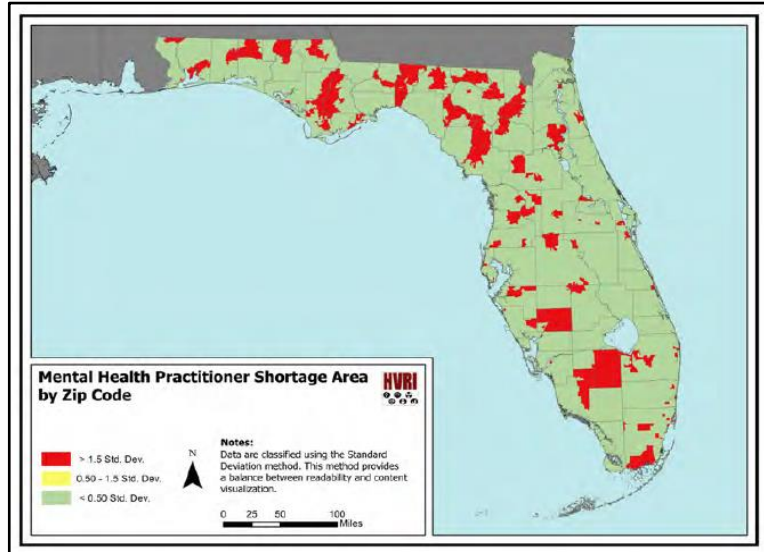 Mental Health Practitioner Shortage Area
by Zip Code
HVRI
> 1.5 Std. Dev.
0.50 - 1.5 Std. Dev.
< 0.50 Std. Dev.
N
Notes:
Data are classified using the Standard
Deviation method. This method provides
a balance between readability and content
visualization.
0 25 50 100
Miles